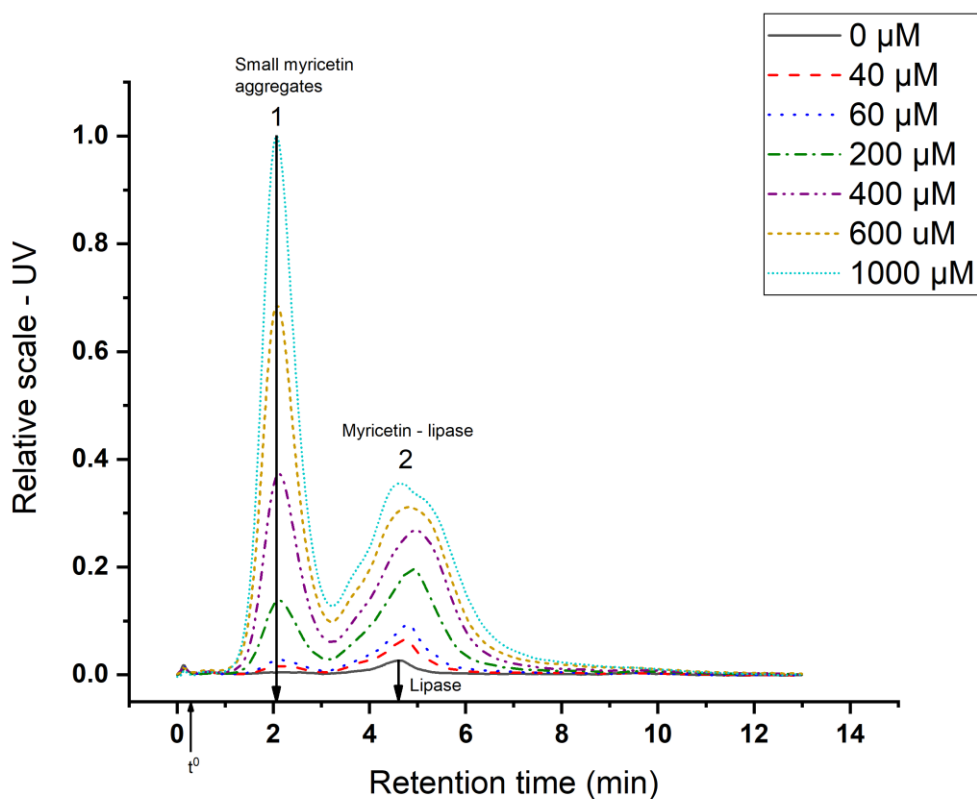 0 µM
40 µM
60 µM
200 µM
400 µM
600 uM
1000 µM
Small myricetin
aggregates
1
Myricetin - lipase
2
Lipase
Relative scale - UV
1.0
0.8
0.6
0.4
0.2
0.0
0 2 4 6 8 10 12 14
t⁰
Retention time (min)